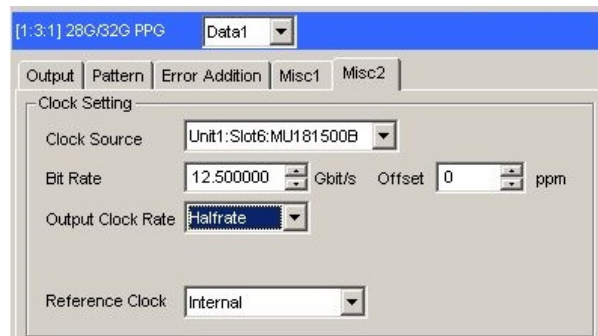 [1:3:1] 28G/32G PPG Data1
Output Pattern Error Addition Misc1 Misc2
Clock Setting
Clock Source Unit1:Slot6:MU181500B
Bit Rate 12.500000 Gbit/s Offset 0 ppm
Output Clock Rate Halfrate
Reference Clock Internal